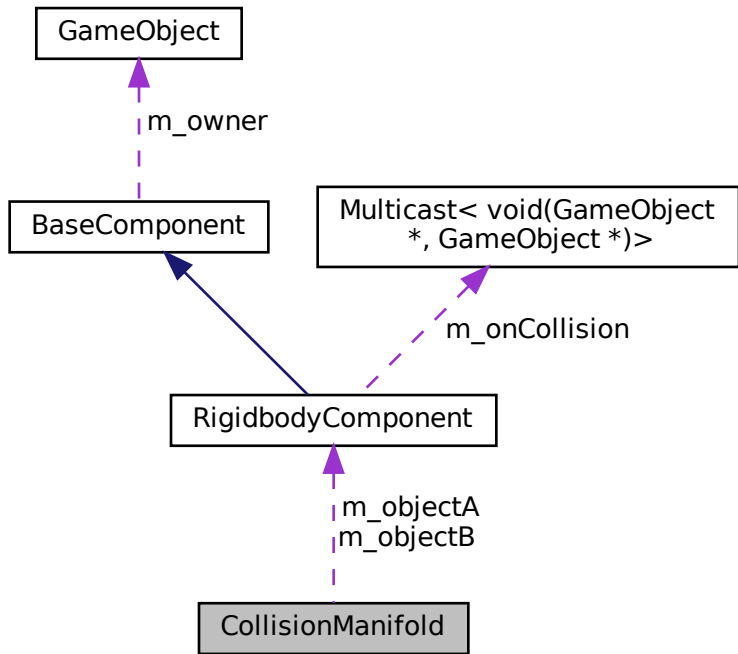 GameObject
m_owner
BaseComponent
Multicast< void(GameObject
*, GameObject *)>
m_onCollision
RigidbodyComponent
m_objectA
m_objectB
CollisionManifold